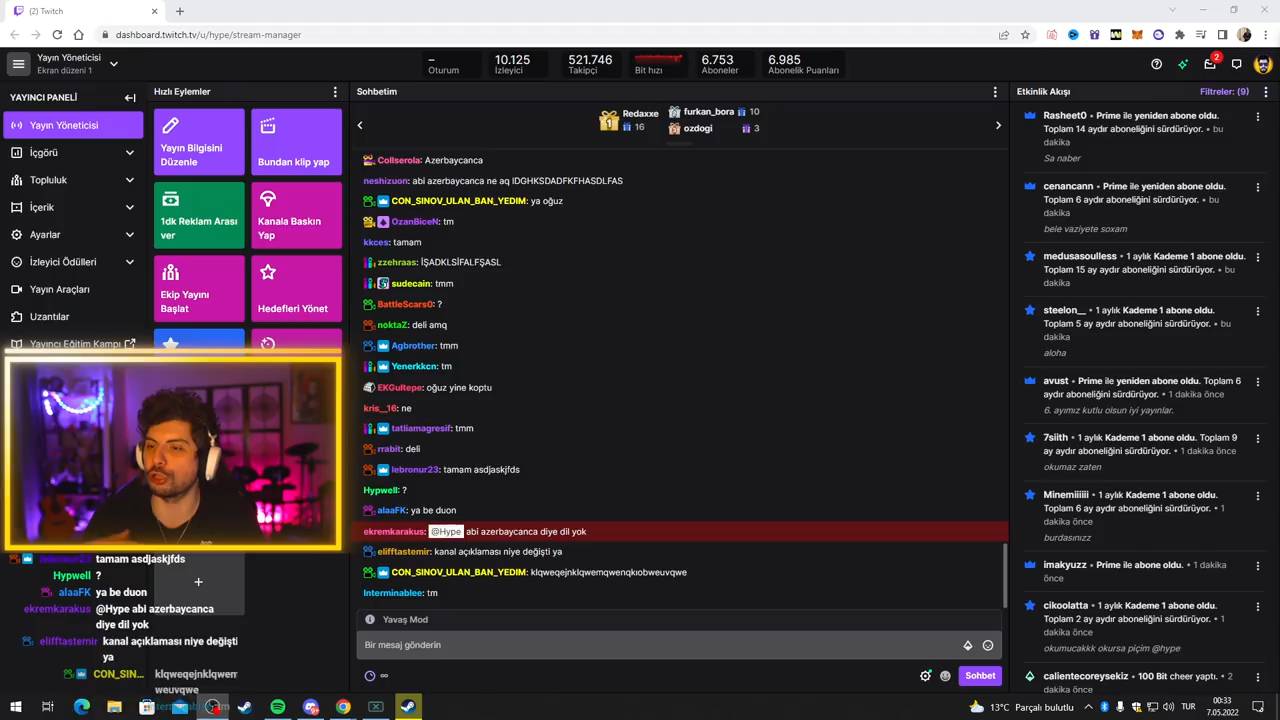 Twitch
dashboard.twitch.tv/u/hype/stream-manager
Yayın Yöneticisi
Ekran düzeni 1
–
Oturum
10.125
İzleyici
521.746
Takipçi
Bit hızı
6.753
Aboneler
6.985
Abonelik Puanları
2
YAYINCI PANELİ
Yayın Yöneticisi
İçgörü
Topluluk
İçerik
Ayarlar
İzleyici Ödülleri
Yayın Araçları
Uzantılar
Yayıncı Eğitim Kampı
Hızlı Eylemler
Yayın Bilgisini
Düzenle
Bundan klip yap
1dk Reklam Arası
ver
Kanala Baskın
Yap
Ekip Yayını
Başlat
Hedefleri Yönet
lebronur23 tamam asdjaskjfds
Hypwell ?
alaaFK ya be duon
ekremkarakus @Hype abi azerbaycanca
diye dil yok
elifftastemir kanal açıklaması niye değişti
ya
CON_SIN... klqweqejnklqwem
weuvqwe
Sohbetim
1
Redaxxe
16
furkan_bora 10
ozdogi 3
Collserola: Azerbaycanca
neshizuon: abi azerbaycanca ne aq IDGHKSDADFKFHASDLFAS
CON_SINOV_ULAN_BAN_YEDIM: ya oğuz
OzanBiceN: tm
kkces: tamam
zzehraas: İŞADKLSİFALFŞASL
sudecain: tmm
BattleScars0: ?
noktaZ: deli amq
Agbrother: tmm
Yenerkkcn: tm
EKGultepe: oğuz yine koptu
kris__16: ne
tatliamagresif: tmm
rrabit: deli
lebronur23: tamam asdjaskjfds
Hypwell: ?
alaaFK: ya be duon
ekremkarakus: @Hype abi azerbaycanca diye dil yok
elifftastemir: kanal açıklaması niye değişti ya
CON_SINOV_ULAN_BAN_YEDIM: klqweqejnklqwemqwenqkıobweuvqwe
Interminablee: tm
Yavaş Mod
Bir mesaj gönderin
∞
Sohbet
Etkinlik Akışı
Filtreler: (9)
Rasheet0 • Prime ile yeniden abone oldu.
Toplam 14 aydır aboneliğini sürdürüyor. • bu
dakika
Sa naber
cenancann • Prime ile yeniden abone oldu.
Toplam 6 aydır aboneliğini sürdürüyor. • bu
dakika
bele vaziyete soxam
medusasoulless • 1 aylık Kademe 1 abone oldu.
Toplam 15 ay aydır aboneliğini sürdürüyor. • bu
dakika
steelon__ • 1 aylık Kademe 1 abone oldu.
Toplam 5 ay aydır aboneliğini sürdürüyor. • bu
dakika
aloha
avust • Prime ile yeniden abone oldu. Toplam 6
aydır aboneliğini sürdürüyor. • 1 dakika önce
6. ayımız kutlu olsun iyi yayınlar.
7siith • 1 aylık Kademe 1 abone oldu. Toplam 9
ay aydır aboneliğini sürdürüyor. • 1 dakika önce
okumaz zaten
Minemiiiiii • 1 aylık Kademe 1 abone oldu.
Toplam 6 ay aydır aboneliğini sürdürüyor. • 1
dakika önce
burdasınızz
imakyuzz • Prime ile abone oldu. • 1 dakika
önce
cikoolatta • 1 aylık Kademe 1 abone oldu.
Toplam 2 ay aydır aboneliğini sürdürüyor. • 1
dakika önce
okumucakkk okursa piçim @hype
calientecoreysekiz • 100 Bit cheer yaptı. • 2
dakika önce
13°C Parçalı bulutlu
TUR
00:33
7.05.2022